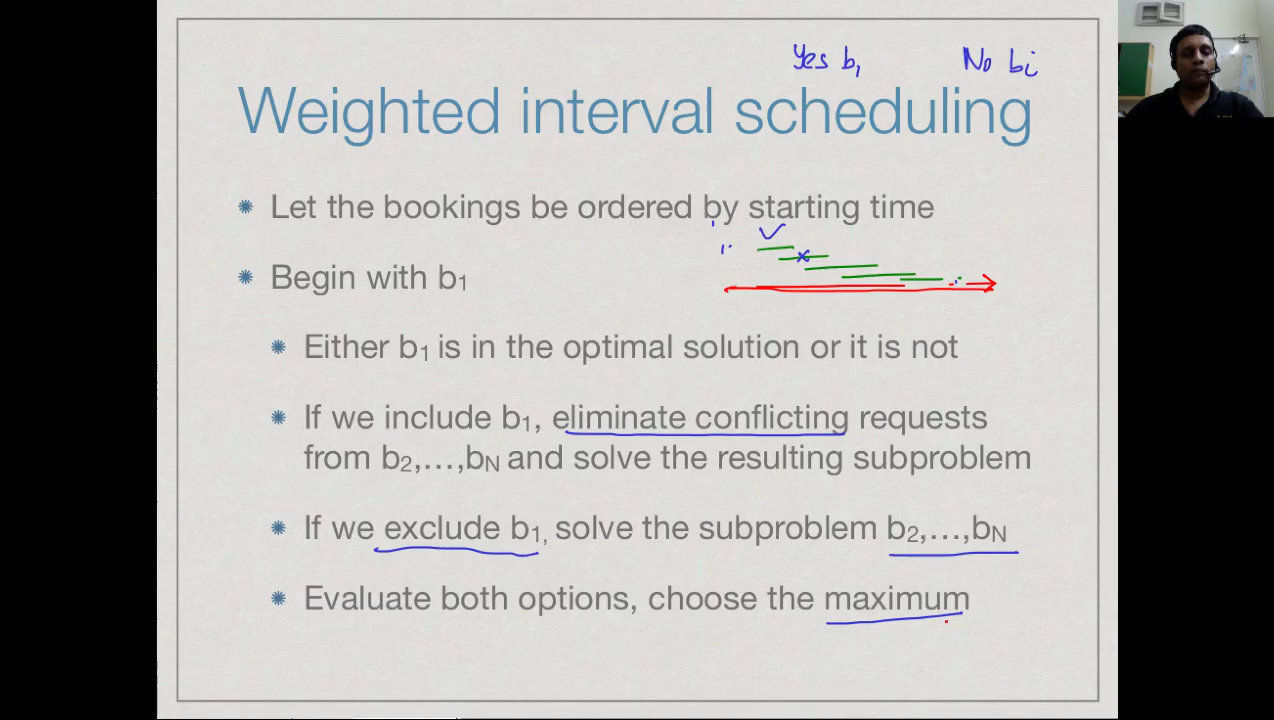 Yes b₁ No bi
Weighted interval scheduling
* Let the bookings be ordered by starting time
* Begin with b₁
* Either b₁ is in the optimal solution or it is not
* If we include b₁, eliminate conflicting requests
from b₂,…,bN and solve the resulting subproblem
* If we exclude b₁, solve the subproblem b₂,…,bN
* Evaluate both options, choose the maximum